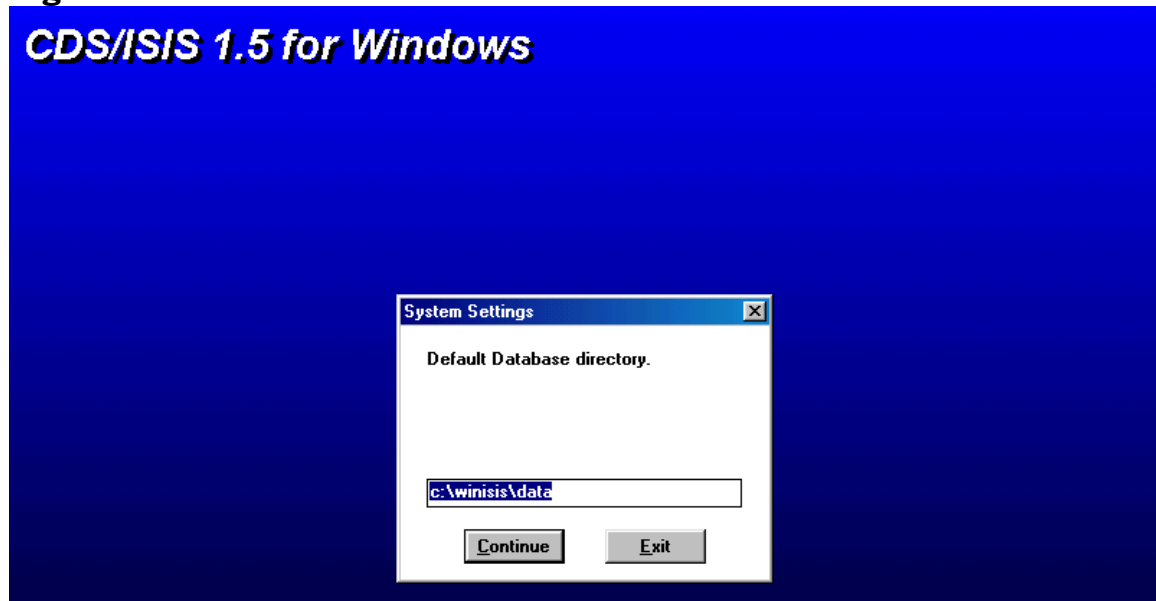 CDS/ISIS 1.5 for Windows
System Settings
Default Database directory.
c:\winisis\data
Continue Exit